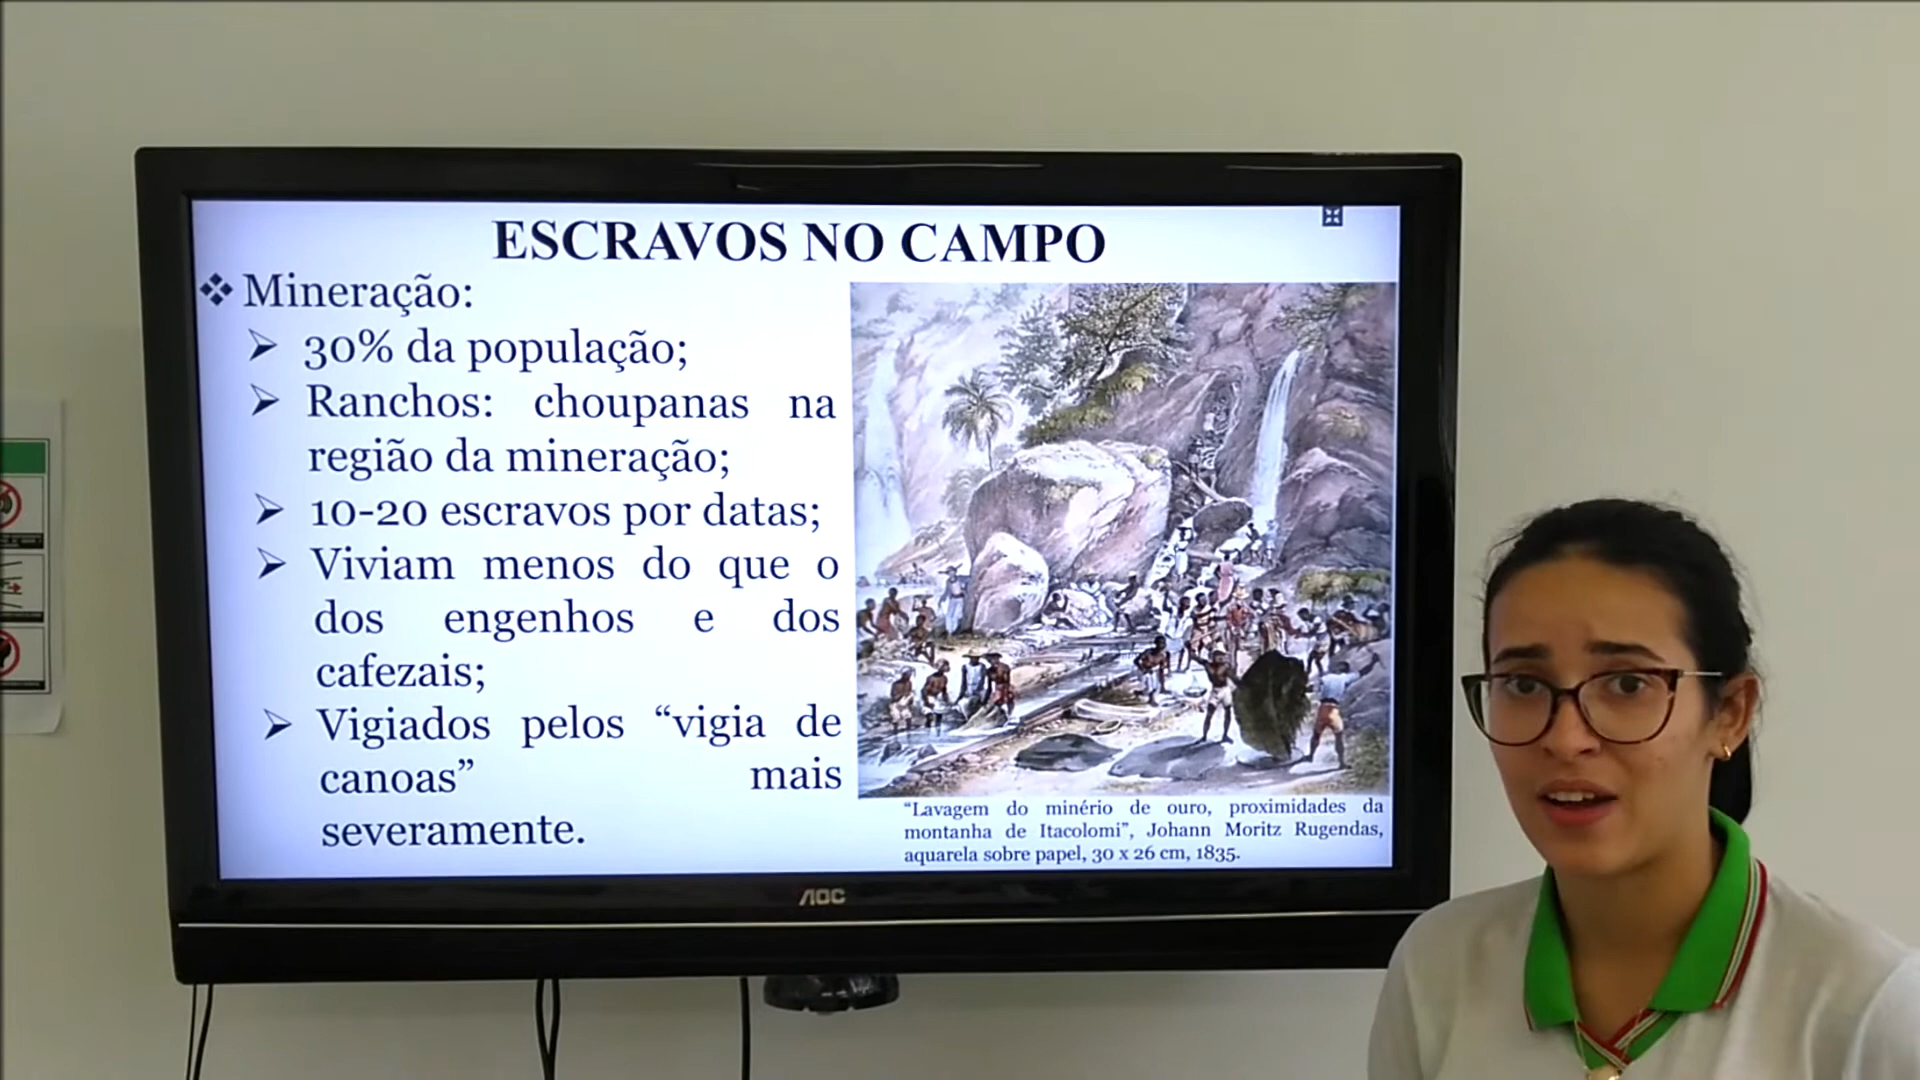 ESCRAVOS NO CAMPO
Mineração:
30% da população;
Ranchos: choupanas na
região da mineração;
10-20 escravos por datas;
Viviam menos do que o
dos engenhos e dos
cafezais;
Vigiados pelos “vigia de
canoas” mais
severamente.
“Lavagem do minério de ouro, proximidades da
montanha de Itacolomi”, Johann Moritz Rugendas,
aquarela sobre papel, 30 x 26 cm, 1835.
AOC